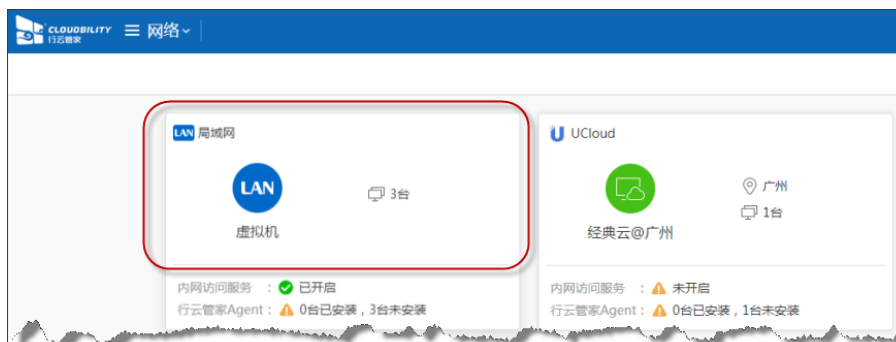 CLOUDBILITY
行云管家
网络
LAN 局域网
LAN
3台
虚拟机
内网访问服务 : 已开启
行云管家Agent : 0台已安装，3台未安装
UCloud
广州
1台
经典云@广州
内网访问服务 : 未开启
行云管家Agent : 0台已安装，1台未安装